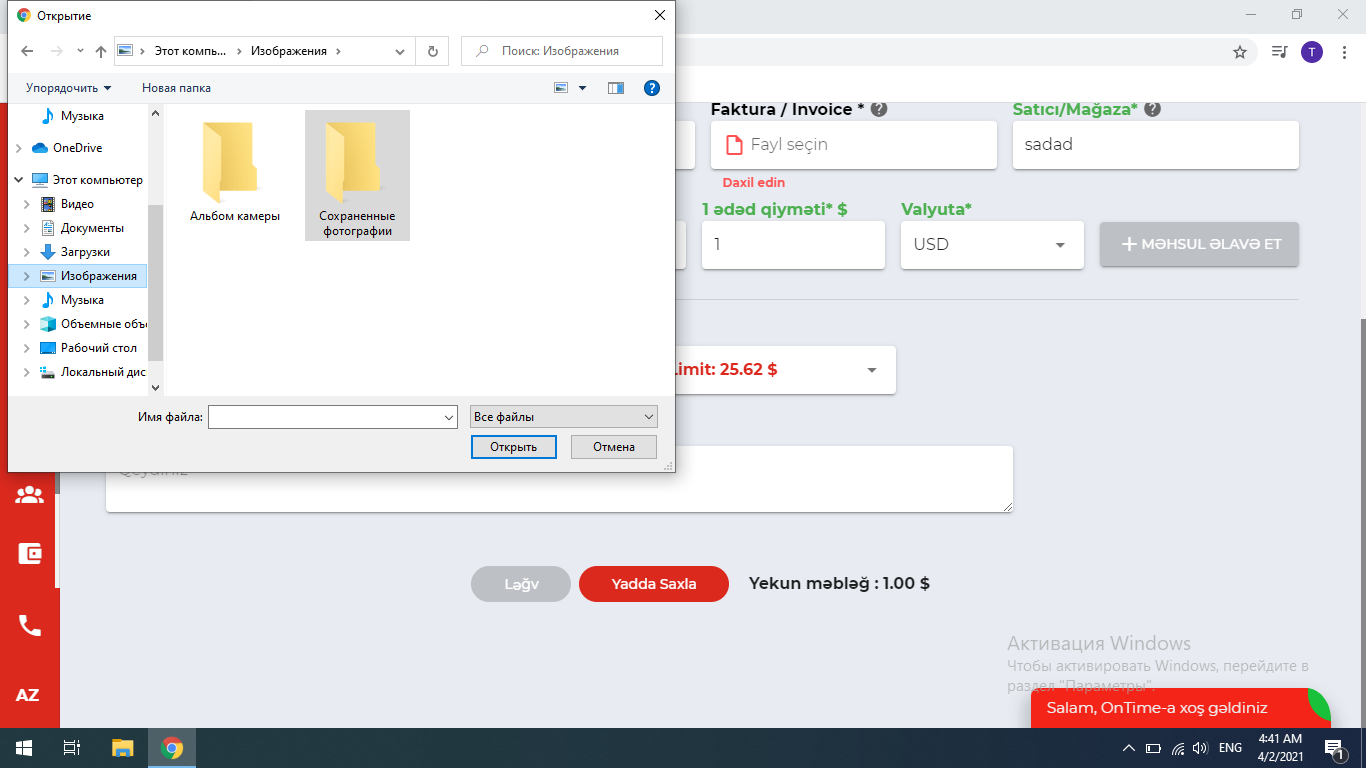 Открытие
Этот компь...
Изображения
Поиск: Изображения
T
Упорядочить
Новая папка
Музыка
OneDrive
Этот компьютер
Видео
Документы
Загрузки
Изображения
Музыка
Объемные объ
Рабочий стол
Локальный дис
Альбом камеры
Сохраненные
фотографии
Имя файла:
Все файлы
Открыть
Отмена
Faktura / Invoice *
Satıcı/Mağaza*
Fayl seçin
sadad
Daxil edin
1 ədəd qiyməti* $
Valyuta*
1
USD
MƏHSUL ƏLAVƏ ET
Limit: 25.62 $
Qeydiniz
Ləğv
Yadda Saxla
Yekun məbləğ : 1.00 $
Активация Windows
Чтобы активировать Windows, перейдите в
раздел "Параметры".
AZ
Salam, OnTime-a xoş gəldiniz
ENG
4:41 AM
4/2/2021
1